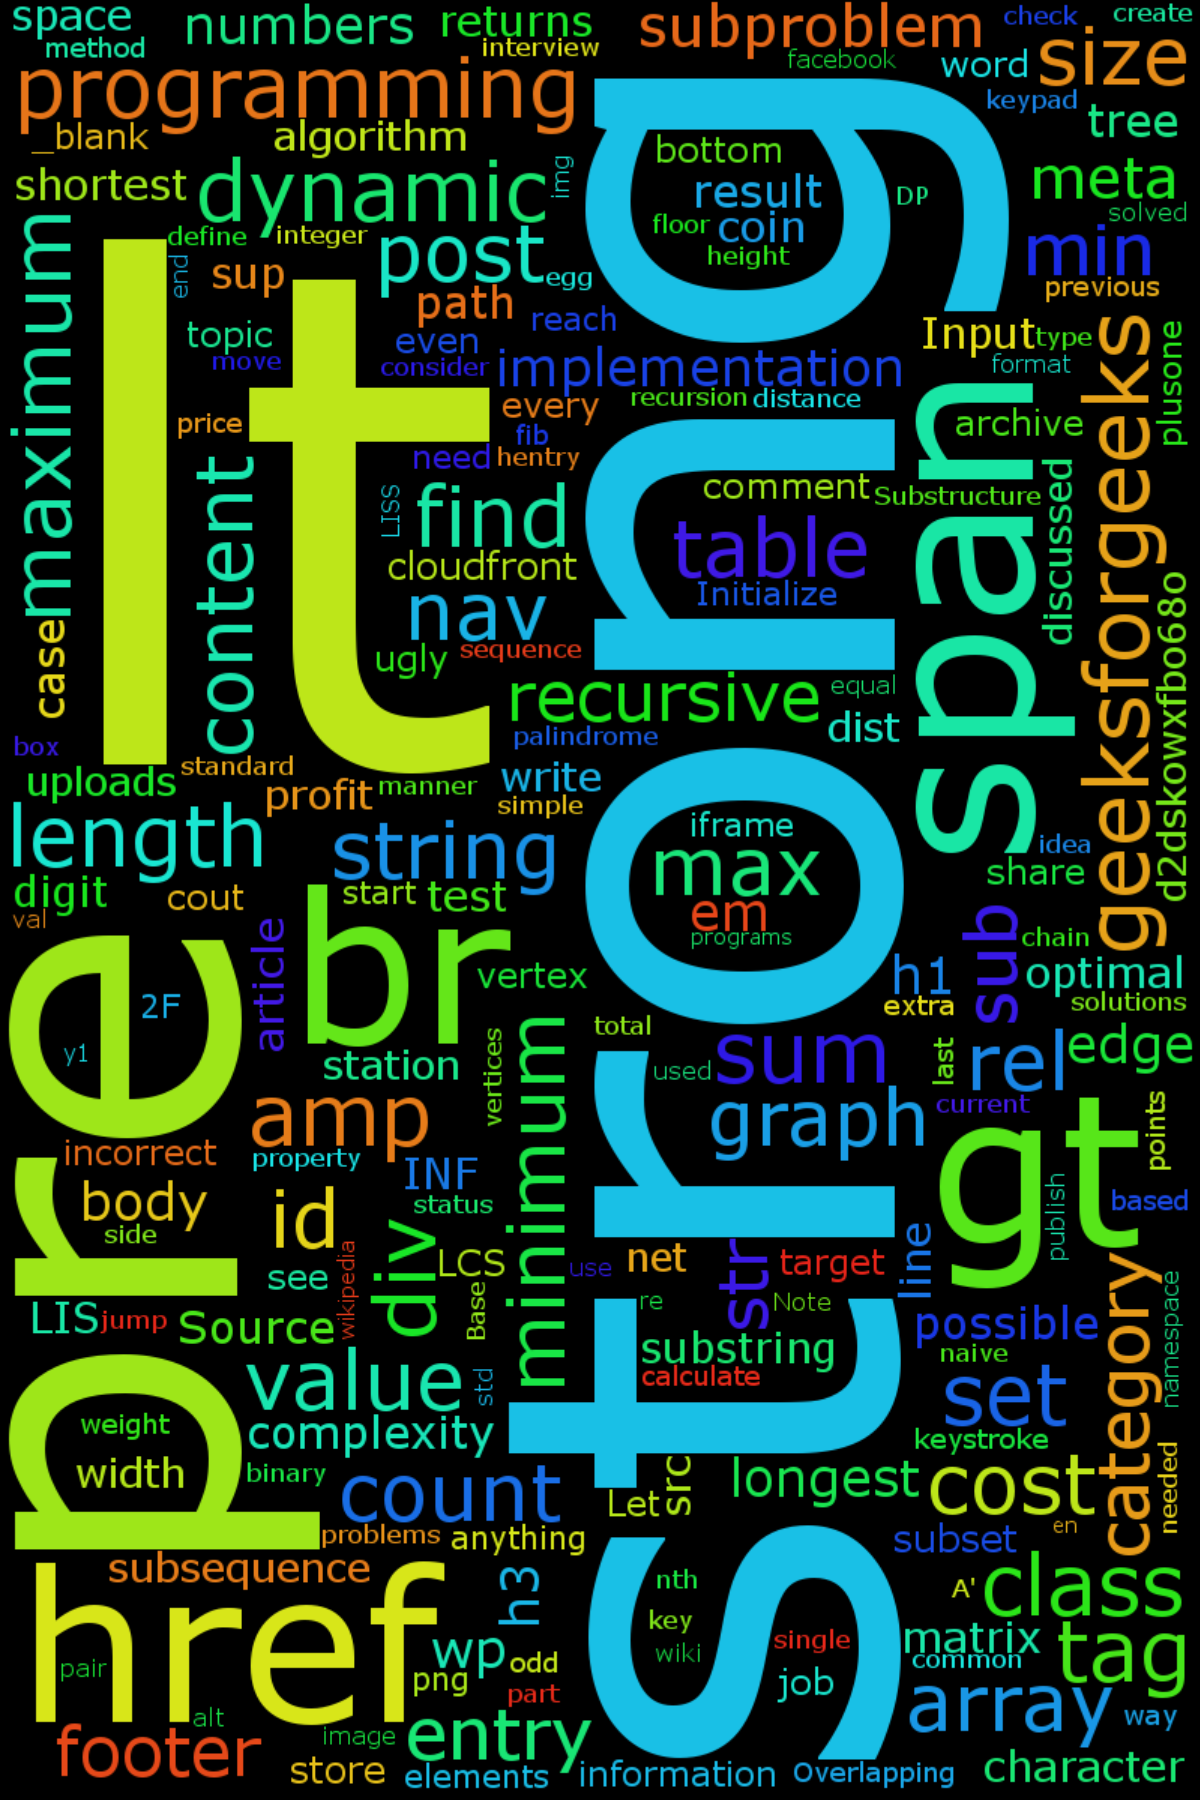 space
numbers
returns
subproblem
check
create
method
interview
facebook
word
size
programming
keypad
tree
_blank
algorithm
bottom
shortest
dynamic
img
result
DP
meta
solved
maximum
define
integer
floor
coin
height
post
min
lt
end
sup
egg
previous
path
reach
Input
type
topic
even
format
move
consider
implementation
plusone
geeksforgeeks
strong
span
price
every
recursion
distance
archive
fib
need
hentry
content
LISS
find
comment
Substructure
discussed
table
cloudfront
Initialize
nav
d2dskowxfbo68o
case
ugly
sequence
recursive
equal
dist
box
palindrome
standard
uploads
profit
manner
write
simple
length
string
iframe
idea
max
share
digit
cout
start
test
em
val
programs
sub
chain
pre
article
br
vertex
h1
optimal
2F
extra
solutions
minimum
total
y1
station
vertices
used
sum
last
rel
edge
amp
graph
current
gt
points
incorrect
property
INF
body
status
publish
based
id
side
div
LCS
net
str
target
line
see
wikipedia
use
category
namespace
LIS
jump
Source
Base
re
Note
possible
substring
naive
value
std
calculate
set
weight
complexity
keystroke
width
binary
count
src
longest
cost
needed
Let
problems
anything
subset
en
subsequence
href
h3
nth
A'
class
key
wp
odd
wiki
single
matrix
common
tag
pair
png
part
job
array
way
alt
image
footer
entry
store
elements
information
Overlapping
character